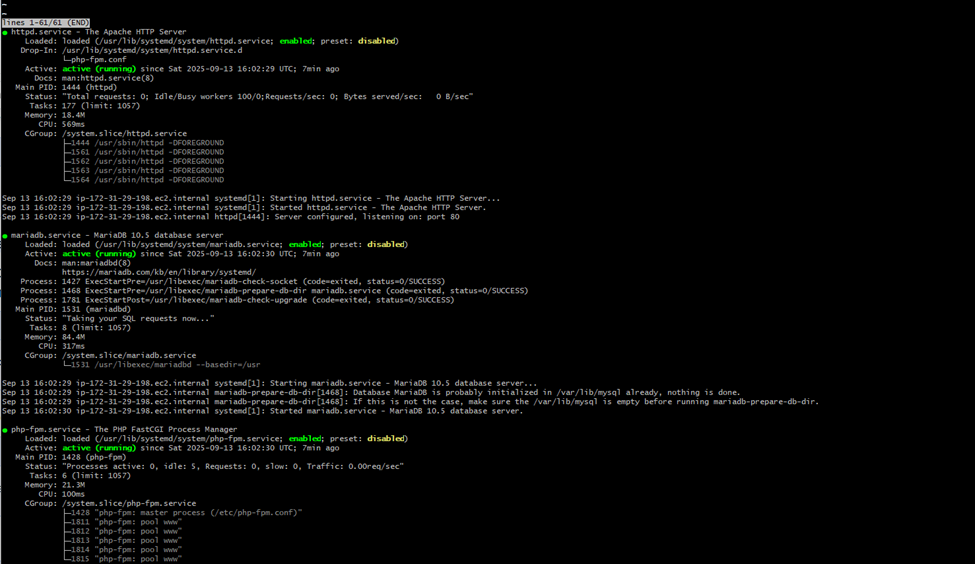 ~
~
lines 1-61/61 (END)
● httpd.service - The Apache HTTP Server
     Loaded: loaded (/usr/lib/systemd/system/httpd.service; enabled; preset: disabled)
    Drop-In: /usr/lib/systemd/system/httpd.service.d
             └─php-fpm.conf
     Active: active (running) since Sat 2025-09-13 16:02:29 UTC; 7min ago
       Docs: man:httpd.service(8)
   Main PID: 1444 (httpd)
     Status: "Total requests: 0; Idle/Busy workers 100/0;Requests/sec: 0; Bytes served/sec:   0 B/sec"
      Tasks: 177 (limit: 1057)
     Memory: 18.4M
        CPU: 569ms
     CGroup: /system.slice/httpd.service
             ├─1444 /usr/sbin/httpd -DFOREGROUND
             ├─1561 /usr/sbin/httpd -DFOREGROUND
             ├─1562 /usr/sbin/httpd -DFOREGROUND
             ├─1563 /usr/sbin/httpd -DFOREGROUND
             └─1564 /usr/sbin/httpd -DFOREGROUND
Sep 13 16:02:29 ip-172-31-29-198.ec2.internal systemd[1]: Starting httpd.service - The Apache HTTP Server...
Sep 13 16:02:29 ip-172-31-29-198.ec2.internal systemd[1]: Started httpd.service - The Apache HTTP Server.
Sep 13 16:02:29 ip-172-31-29-198.ec2.internal httpd[1444]: Server configured, listening on: port 80
● mariadb.service - MariaDB 10.5 database server
     Loaded: loaded (/usr/lib/systemd/system/mariadb.service; enabled; preset: disabled)
     Active: active (running) since Sat 2025-09-13 16:02:30 UTC; 7min ago
       Docs: man:mariadbd(8)
             https://mariadb.com/kb/en/library/systemd/
    Process: 1427 ExecStartPre=/usr/libexec/mariadb-check-socket (code=exited, status=0/SUCCESS)
    Process: 1468 ExecStartPre=/usr/libexec/mariadb-prepare-db-dir mariadb.service (code=exited, status=0/SUCCESS)
    Process: 1781 ExecStartPost=/usr/libexec/mariadb-check-upgrade (code=exited, status=0/SUCCESS)
   Main PID: 1531 (mariadbd)
     Status: "Taking your SQL requests now..."
      Tasks: 8 (limit: 1057)
     Memory: 84.4M
        CPU: 317ms
     CGroup: /system.slice/mariadb.service
             └─1531 /usr/libexec/mariadbd --basedir=/usr
Sep 13 16:02:29 ip-172-31-29-198.ec2.internal systemd[1]: Starting mariadb.service - MariaDB 10.5 database server...
Sep 13 16:02:29 ip-172-31-29-198.ec2.internal mariadb-prepare-db-dir[1468]: Database MariaDB is probably initialized in /var/lib/mysql already, nothing is done.
Sep 13 16:02:29 ip-172-31-29-198.ec2.internal mariadb-prepare-db-dir[1468]: If this is not the case, make sure the /var/lib/mysql is empty before running mariadb-prepare-db-dir.
Sep 13 16:02:30 ip-172-31-29-198.ec2.internal systemd[1]: Started mariadb.service - MariaDB 10.5 database server.
● php-fpm.service - The PHP FastCGI Process Manager
     Loaded: loaded (/usr/lib/systemd/system/php-fpm.service; enabled; preset: disabled)
     Active: active (running) since Sat 2025-09-13 16:02:30 UTC; 7min ago
   Main PID: 1428 (php-fpm)
     Status: "Processes active: 0, idle: 5, Requests: 0, slow: 0, Traffic: 0.00req/sec"
      Tasks: 6 (limit: 1057)
     Memory: 21.3M
        CPU: 100ms
     CGroup: /system.slice/php-fpm.service
             ├─1428 "php-fpm: master process (/etc/php-fpm.conf)"
             ├─1811 "php-fpm: pool www"
             ├─1812 "php-fpm: pool www"
             ├─1813 "php-fpm: pool www"
             ├─1814 "php-fpm: pool www"
             └─1815 "php-fpm: pool www"